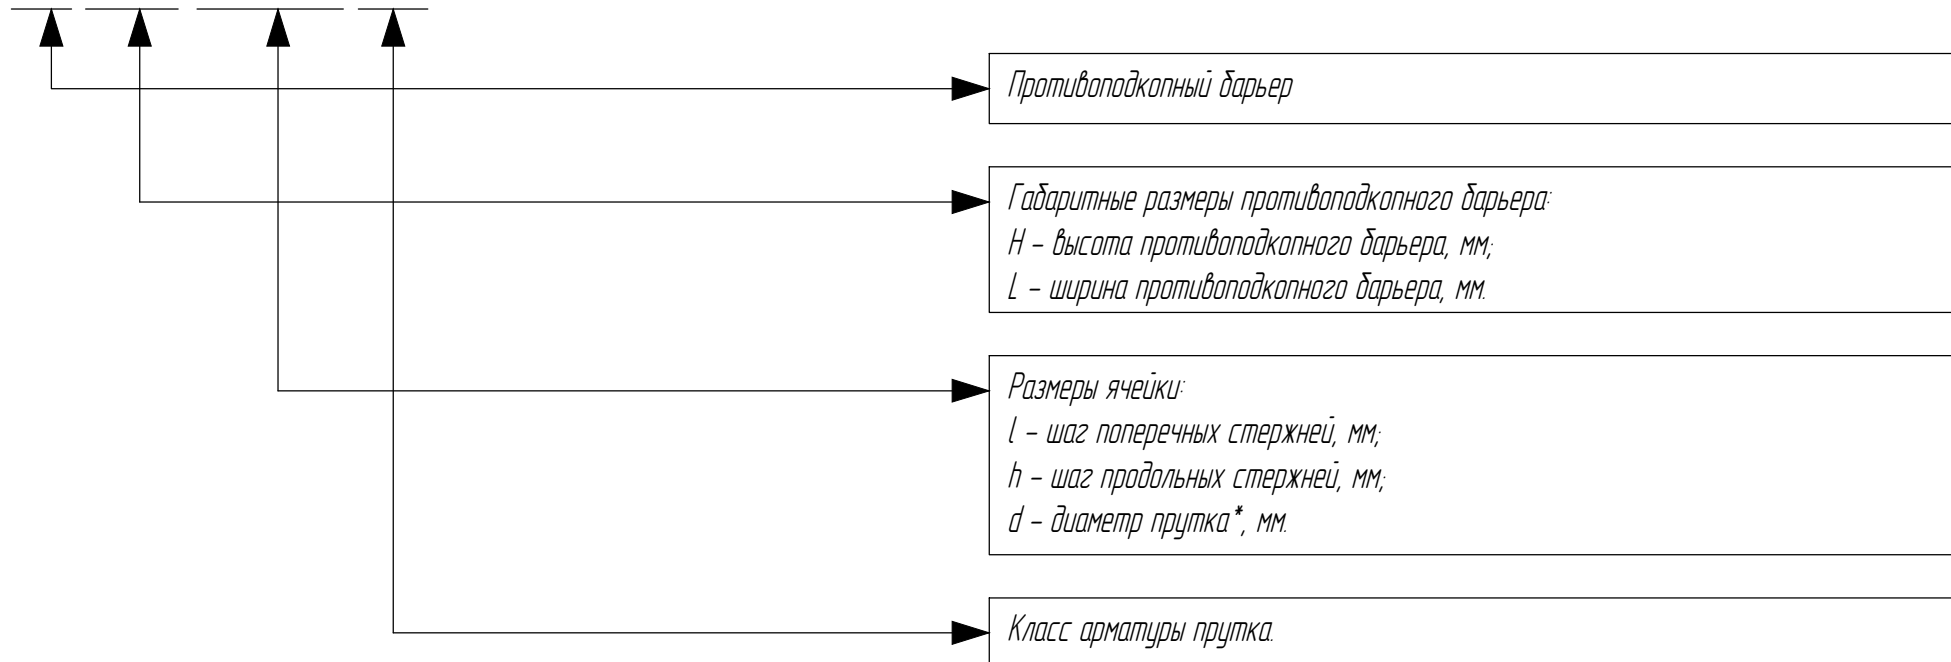 Противоподкопный барьер
Габаритные размеры противоподкопного барьера:
H – высота противоподкопного барьера, мм;
L – ширина противоподкопного барьера, мм.
Размеры ячейки:
l – шаг поперечных стержней, мм;
h – шаг продольных стержней, мм;
d – диаметр прутка*, мм.
Класс арматуры прутка.